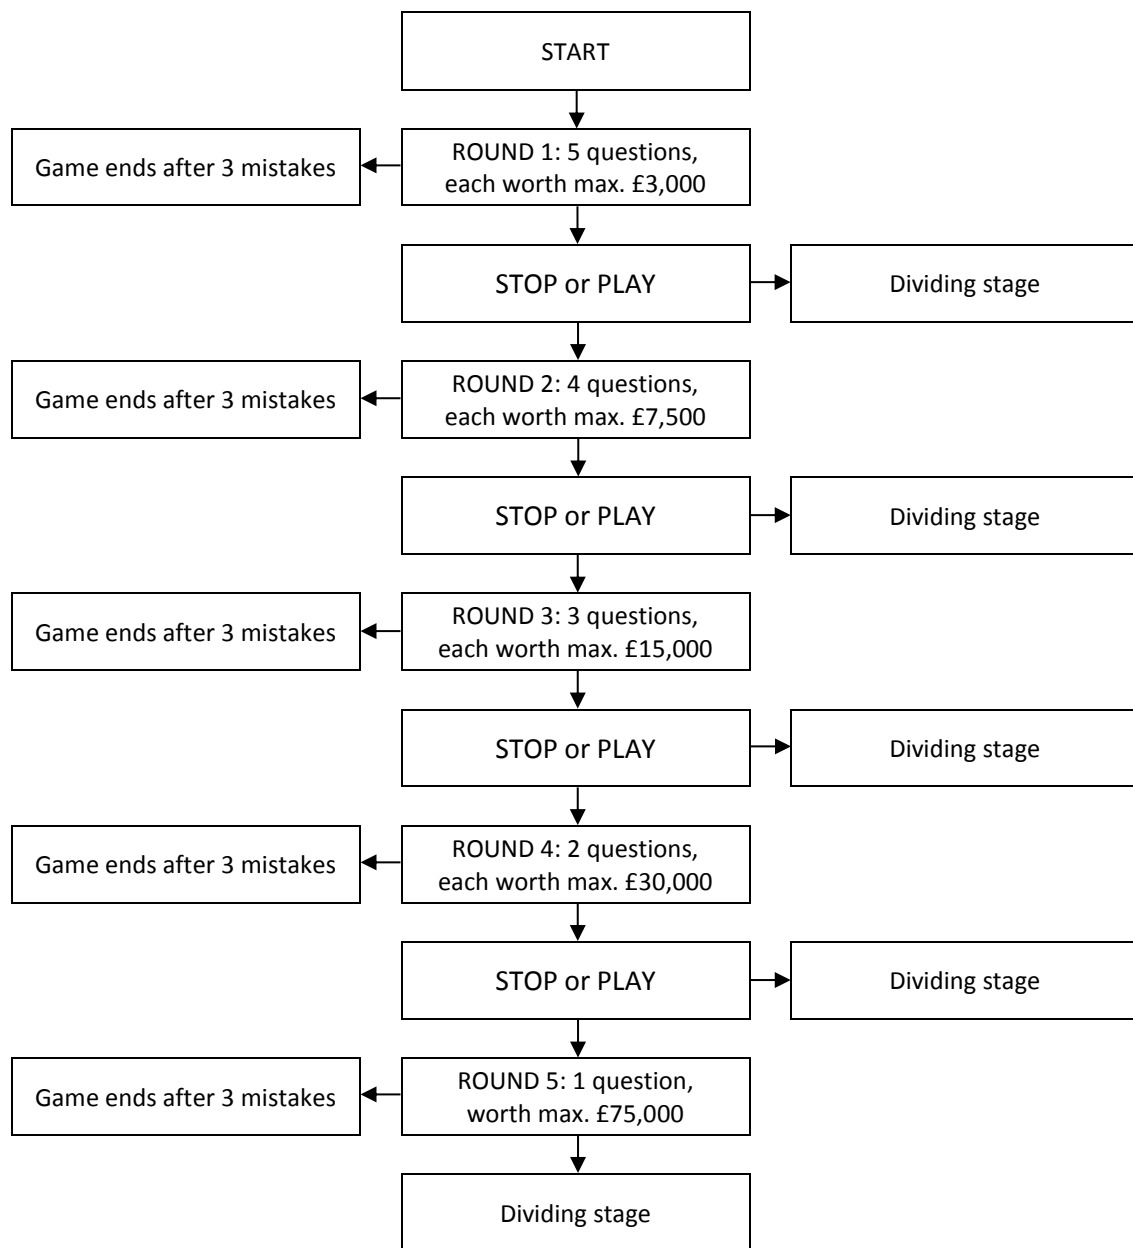 START
Game ends after 3 mistakes
ROUND 1: 5 questions,
each worth max. £3,000
STOP or PLAY
Dividing stage
Game ends after 3 mistakes
ROUND 2: 4 questions,
each worth max. £7,500
STOP or PLAY
Dividing stage
Game ends after 3 mistakes
ROUND 3: 3 questions,
each worth max. £15,000
STOP or PLAY
Dividing stage
Game ends after 3 mistakes
ROUND 4: 2 questions,
each worth max. £30,000
STOP or PLAY
Dividing stage
Game ends after 3 mistakes
ROUND 5: 1 question,
worth max. £75,000
Dividing stage